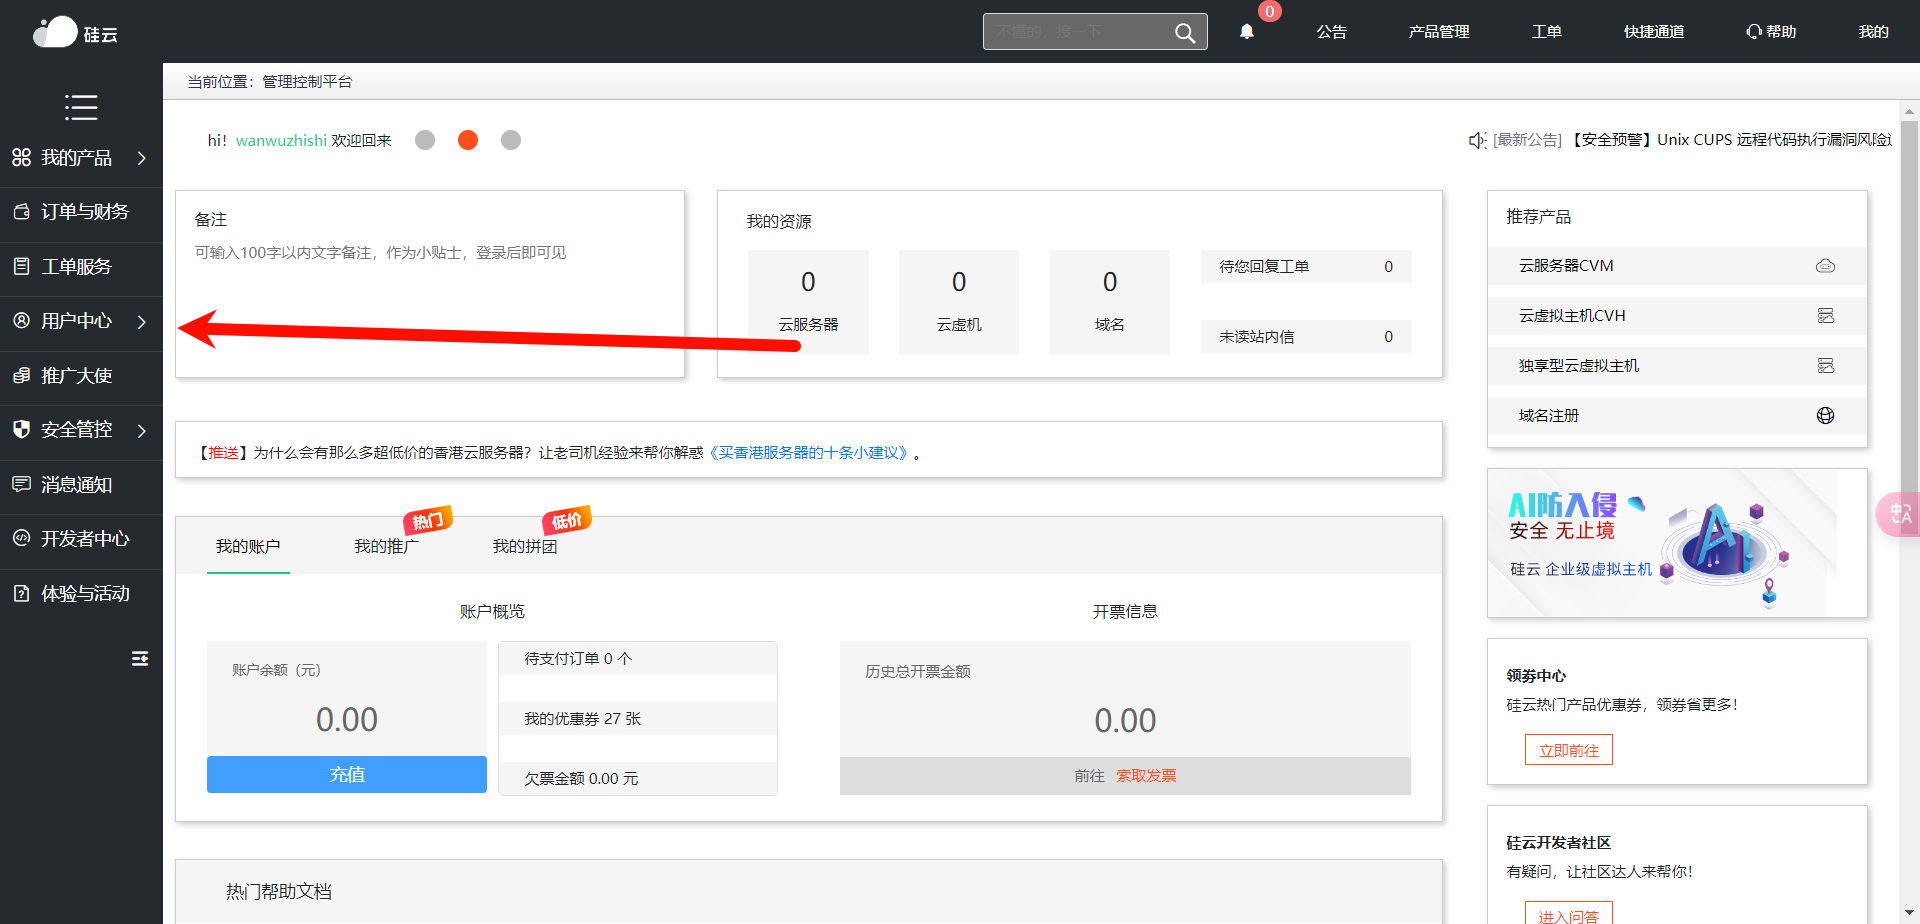 硅云
不懂的，搜一下
0
公告
产品管理
工单
快捷通道
帮助
我的
当前位置：管理控制平台
我的产品
订单与财务
工单服务
用户中心
推广大使
安全管控
消息通知
开发者中心
体验与活动
hi! wanwuzhishi 欢迎回来
[最新公告] 【安全预警】Unix CUPS 远程代码执行漏洞风险
备注
可输入100字以内文字备注，作为小贴士，登录后即可见
我的资源
0
云服务器
0
云虚机
0
域名
待您回复工单 0
未读站内信 0
【推送】为什么会有那么多超低价的香港云服务器？让老司机经验来帮你解惑《买香港服务器的十条小建议》。
我的账户
我的推广
热门
我的拼团
低价
账户概览
账户余额（元）
0.00
充值
待支付订单 0 个
我的优惠券 27 张
欠票金额 0.00 元
开票信息
历史总开票金额
0.00
前往 索取发票
热门帮助文档
推荐产品
云服务器CVM
云虚拟主机CVH
独享型云虚拟主机
域名注册
AI防入侵
安全 无止境
硅云 企业级虚拟主机
AI
领劵中心
硅云热门产品优惠券，领券省更多！
立即前往
硅云开发者社区
有疑问，让社区达人来帮你！
进入问答
中A